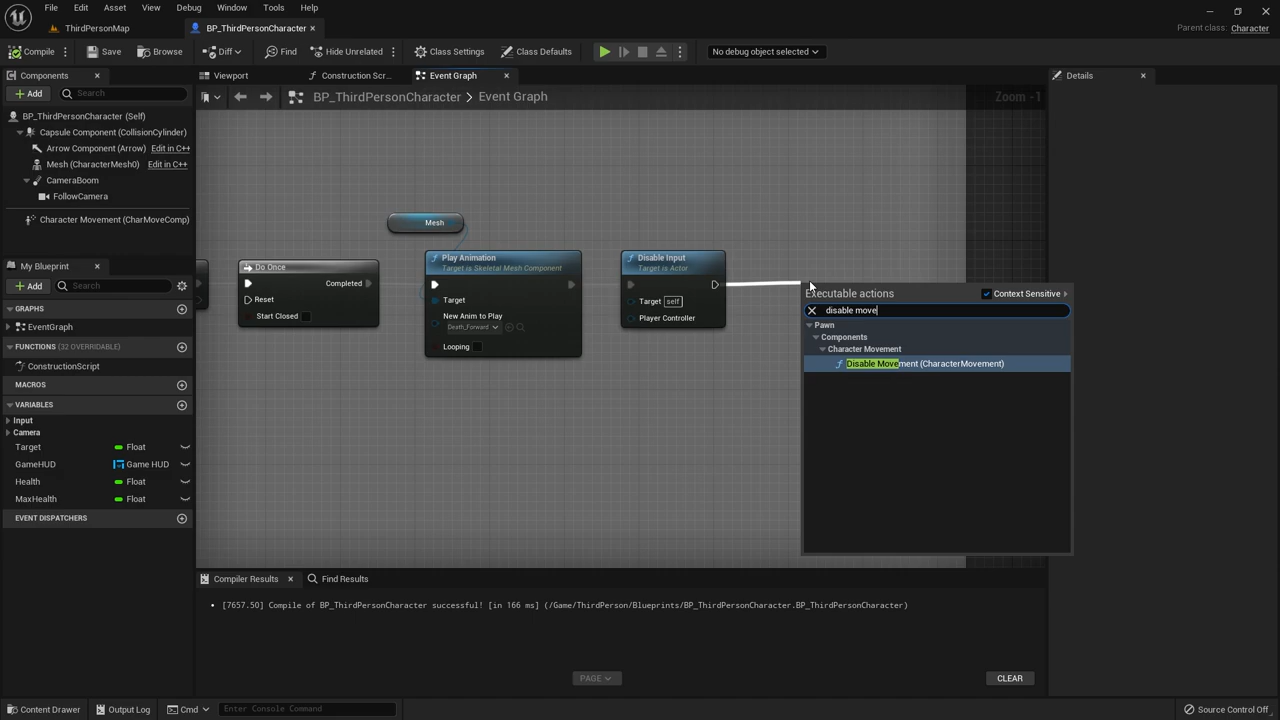 File Edit Asset View Debug Window Tools Help
ThirdPersonMap
BP_ThirdPersonCharacter
Parent class: Character
Compile Save Browse Diff Find Hide Unrelated Class Settings Class Defaults No debug object selected
Components
Add Search
BP_ThirdPersonCharacter (Self)
Capsule Component (CollisionCylinder)
Arrow Component (Arrow) Edit in C++
Mesh (CharacterMesh0) Edit in C++
CameraBoom
FollowCamera
Character Movement (CharMoveComp)
My Blueprint
Add Search
GRAPHS
EventGraph
FUNCTIONS (32 OVERRIDABLE)
ConstructionScript
MACROS
VARIABLES
Input
Camera
Target Float
GameHUD Game HUD
Health Float
MaxHealth Float
EVENT DISPATCHERS
Viewport Construction Scr... Event Graph
BP_ThirdPersonCharacter > Event Graph
Zoom -1
Mesh
Do Once
Completed
Reset
Start Closed
Play Animation
Target is Skeletal Mesh Component
Target
New Anim to Play
Death_Forward
Looping
Disable Input
Target is Actor
Target self
Player Controller
Executable actions Context Sensitive
disable move
Pawn
Components
Character Movement
Disable Movement (CharacterMovement)
Compiler Results Find Results
[7657.50] Compile of BP_ThirdPersonCharacter successful! [in 166 ms] (/Game/ThirdPerson/Blueprints/BP_ThirdPersonCharacter.BP_ThirdPersonCharacter)
PAGE
CLEAR
Details
Content Drawer Output Log Cmd Enter Console Command
Source Control Off